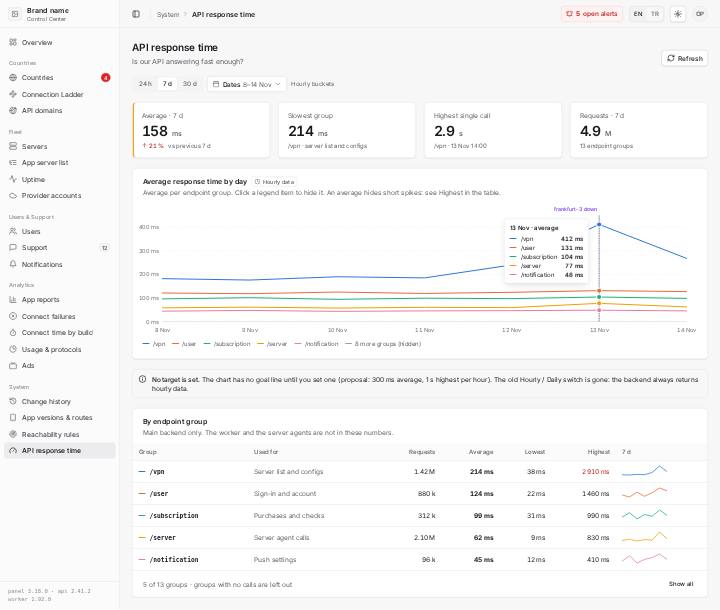 Brand name
Control Center
Overview
Countries
Countries 4
Connection Ladder
API domains
Fleet
Servers
App server list
Uptime
Provider accounts
Users & Support
Users
Support 12
Notifications
Analytics
App reports
Connect failures
Connect time by build
Usage & protocols
Ads
System
Change history
App versions & routes
Reachability rules
API response time
panel 3.18.0 · api 2.41.2
worker 1.92.0
System > API response time
5 open alerts
EN TR
OP
API response time
Is our API answering fast enough?
Refresh
24 h 7 d 30 d Dates 8–14 Nov Hourly buckets
Average · 7 d
158 ms
↑ 21 % vs previous 7 d
Slowest group
214 ms
/vpn · server list and configs
Highest single call
2.9 s
/vpn · 13 Nov 14:00
Requests · 7 d
4.9 M
13 endpoint groups
Average response time by day Hourly data
Average per endpoint group. Click a legend item to hide it. An average hides short spikes: see Highest in the table.
frankfurt-3 down
400 ms
300 ms
200 ms
100 ms
0 ms
13 Nov · average
/vpn 412 ms
/user 131 ms
/subscription 104 ms
/server 77 ms
/notification 48 ms
8 Nov 9 Nov 10 Nov 11 Nov 12 Nov 13 Nov 14 Nov
/vpn /user /subscription /server /notification 8 more groups (hidden)
No target is set. The chart has no goal line until you set one (proposal: 300 ms average, 1 s highest per hour). The old Hourly / Daily switch is gone: the backend always returns
hourly data.
By endpoint group
Main backend only. The worker and the server agents are not in these numbers.
Group Used for Requests Average Lowest Highest 7 d
/vpn Server list and configs 1.42 M 214 ms 38 ms 2 910 ms
/user Sign-in and account 880 k 124 ms 22 ms 1 460 ms
/subscription Purchases and checks 312 k 99 ms 31 ms 990 ms
/server Server agent calls 2.10 M 62 ms 9 ms 830 ms
/notification Push settings 96 k 45 ms 12 ms 410 ms
5 of 13 groups · groups with no calls are left out
Show all